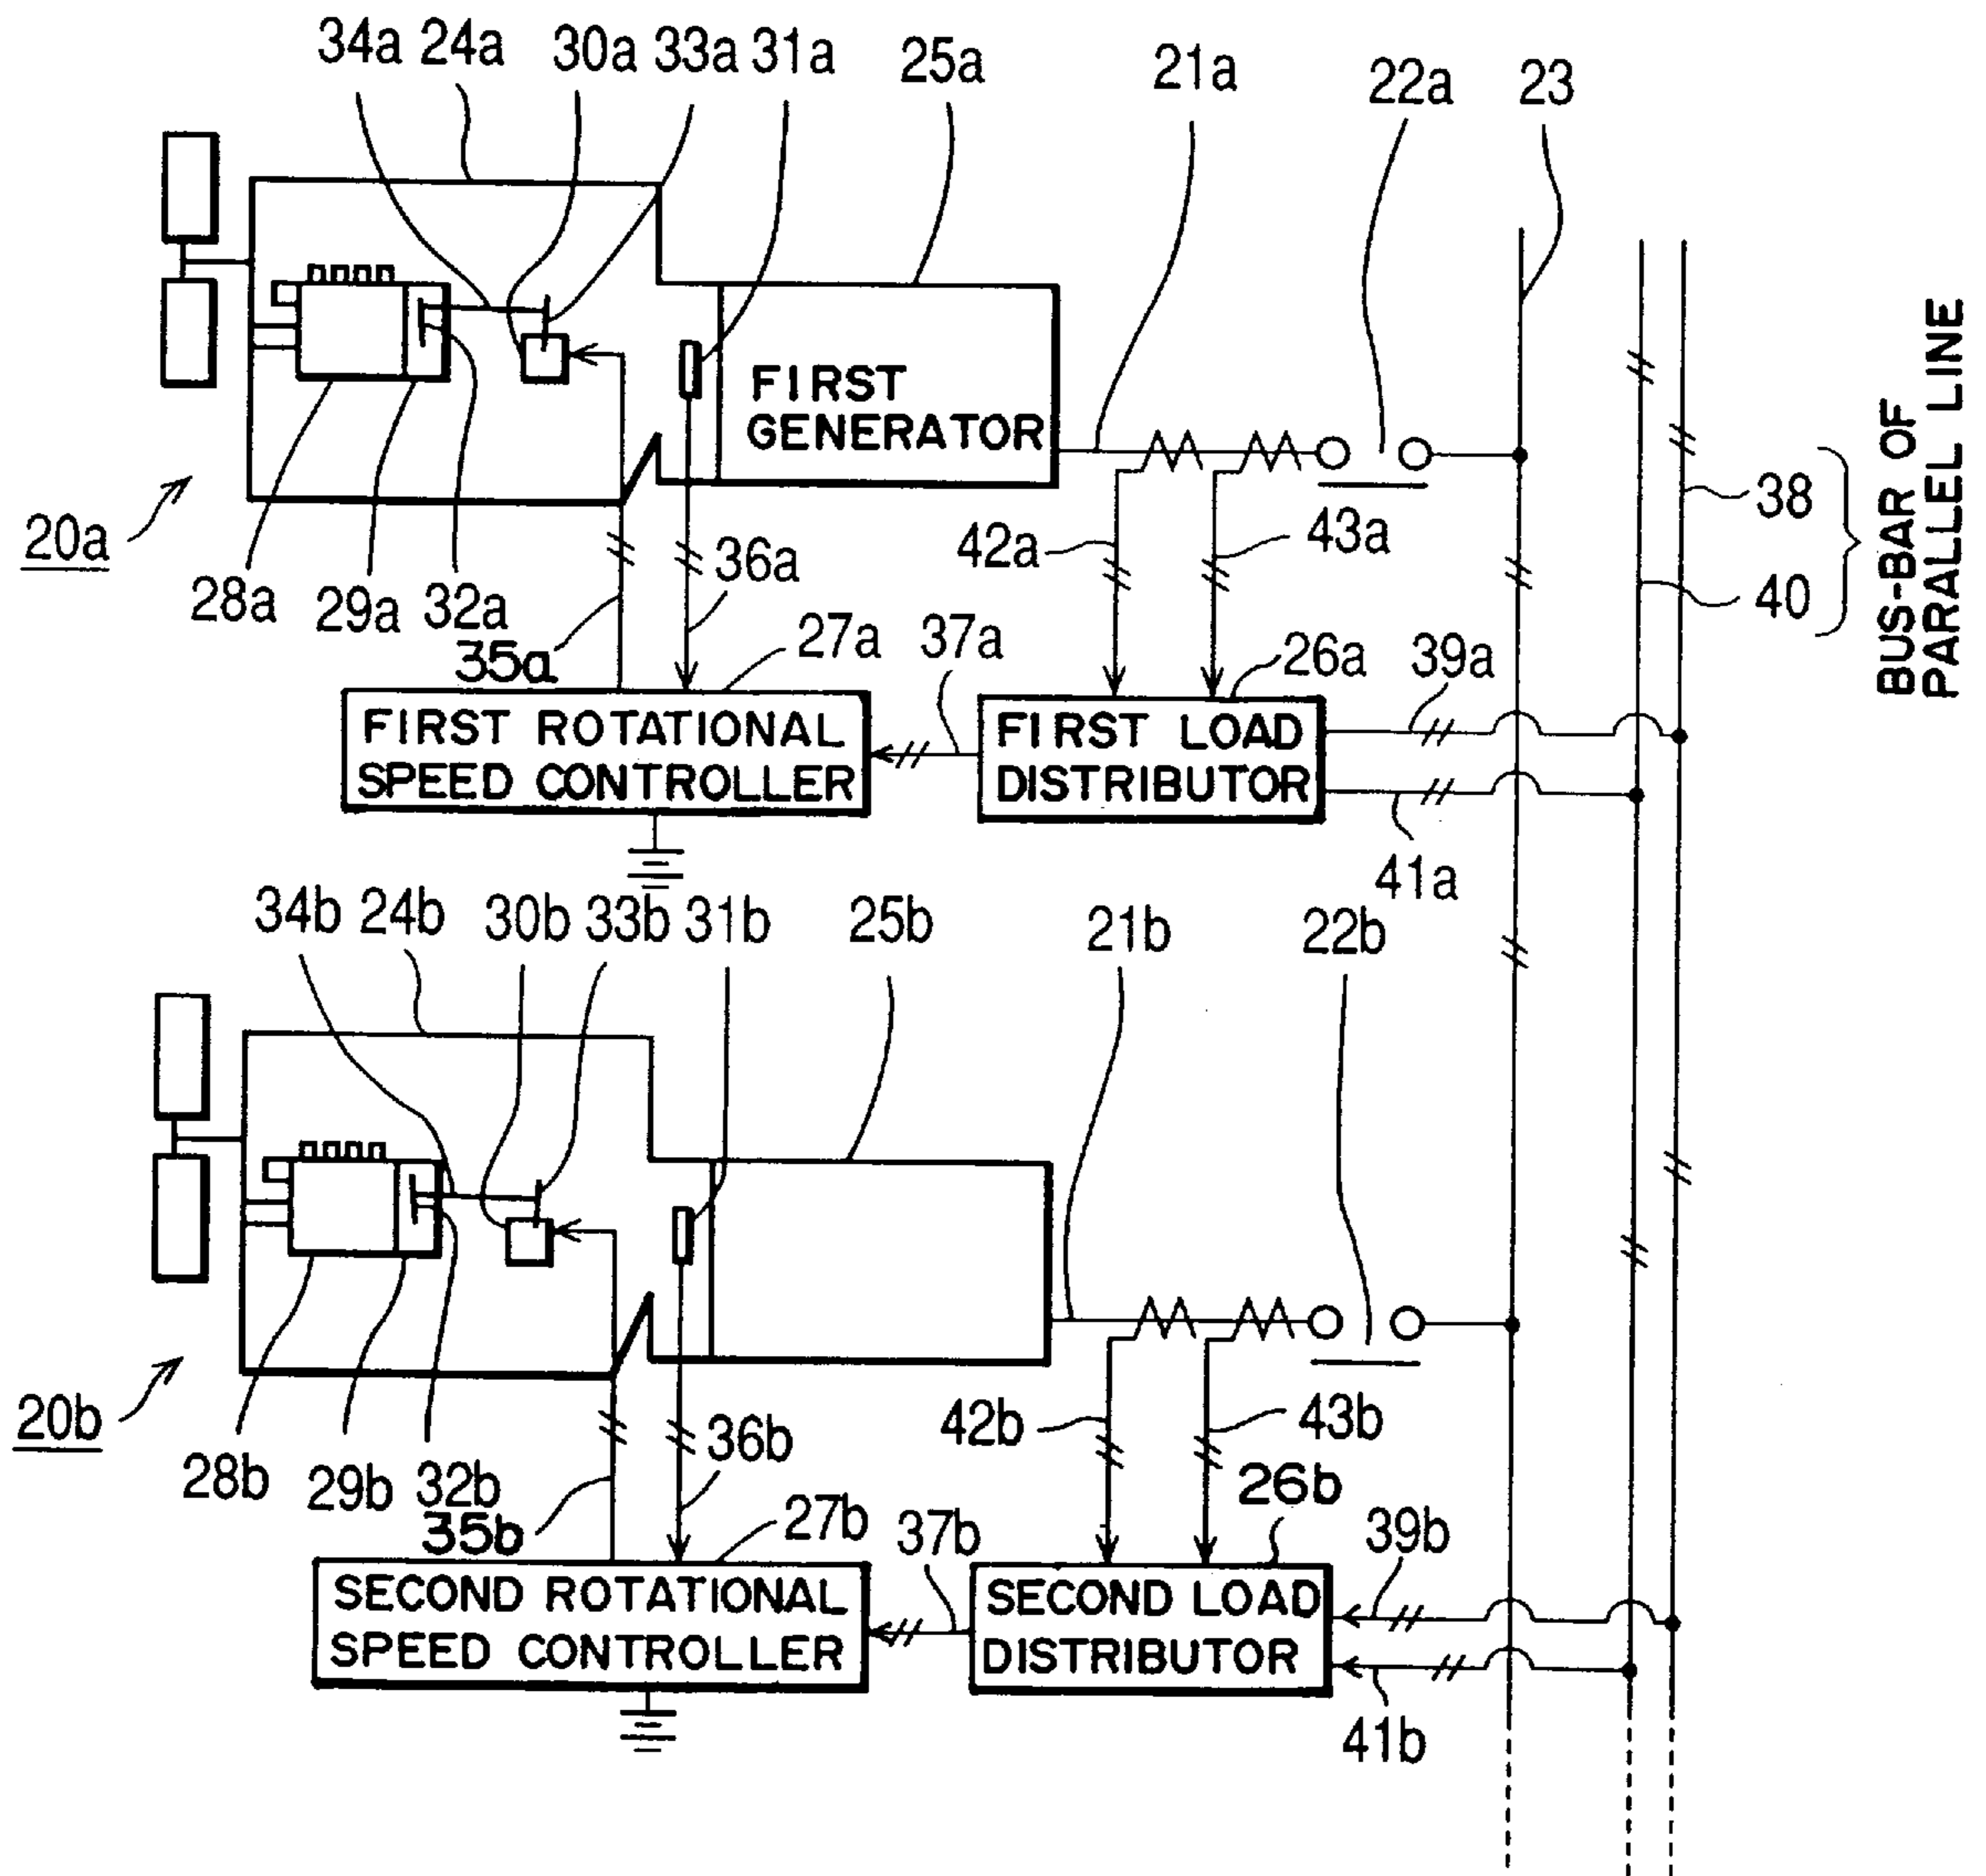 34a 24a 30a 33a 31a 25a 21a 22a 23
FIRST
GENERATOR
20a
28a 29a 32a
35a
36a
42a
43a
38
40
BUS-BAR OF
PARALLEL LINE
27a
37a
26a
39a
FIRST ROTATIONAL
SPEED CONTROLLER
FIRST LOAD
DISTRIBUTOR
41a
34b 24b 30b 33b 31b 25b 21b 22b
20b
28b 29b 32b
35b
36b
42b
43b
27b
37b
26b
39b
SECOND ROTATIONAL
SPEED CONTROLLER
SECOND LOAD
DISTRIBUTOR
41b